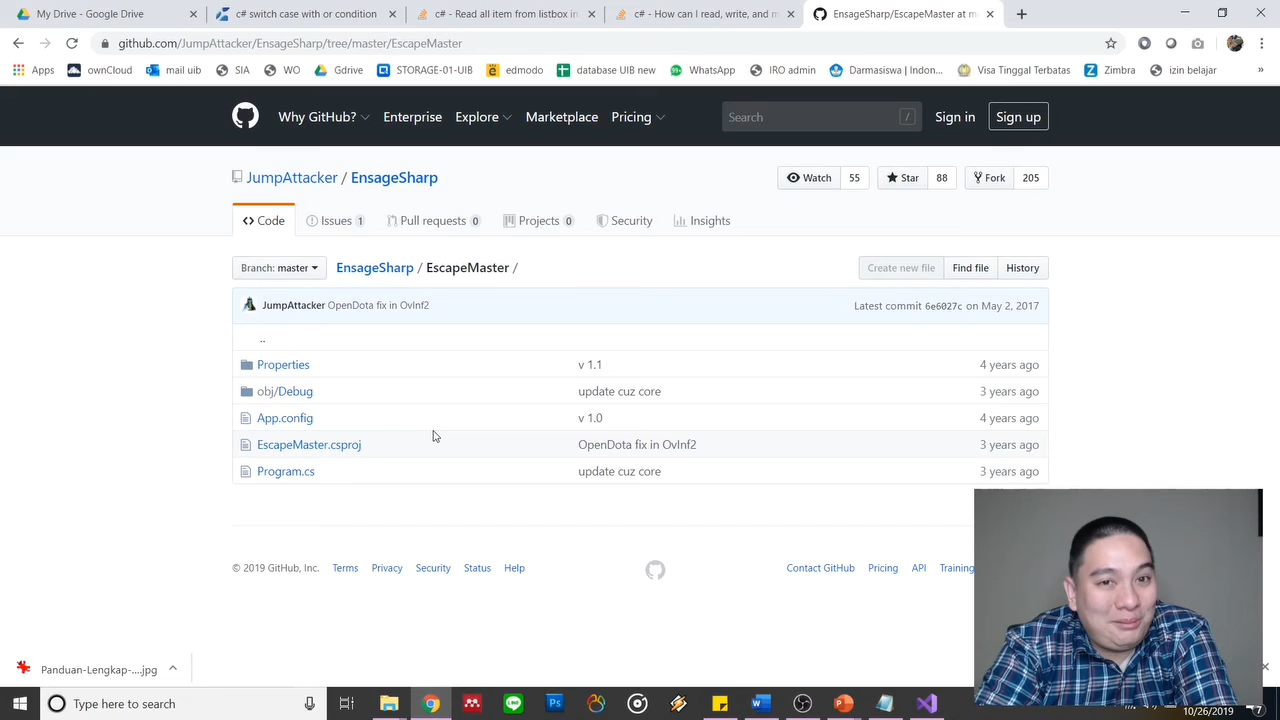 My Drive - Google Drive
c# switch case with or condition
c# - Read all item from listbox in
c# - How can I read, write, and m
EnsageSharp/EscapeMaster at m
github.com/JumpAttacker/EnsageSharp/tree/master/EscapeMaster
Apps
ownCloud
mail uib
SIA
WO
Gdrive
STORAGE-01-UIB
edmodo
database UIB new
WhatsApp
IRO admin
Darmasiswa | Indon...
Visa Tinggal Terbatas
Zimbra
izin belajar
»
Why GitHub?
Enterprise
Explore
Marketplace
Pricing
Search
/
Sign in
Sign up
JumpAttacker / EnsageSharp
Watch 55
Star 88
Fork 205
Code
Issues 1
Pull requests 0
Projects 0
Security
Insights
Branch: master
EnsageSharp / EscapeMaster /
Create new file
Find file
History
JumpAttacker OpenDota fix in OvInf2
Latest commit 6e6027c on May 2, 2017
..
Properties v 1.1 4 years ago
obj/Debug update cuz core 3 years ago
App.config v 1.0 4 years ago
EscapeMaster.csproj OpenDota fix in OvInf2 3 years ago
Program.cs update cuz core 3 years ago
© 2019 GitHub, Inc.
Terms
Privacy
Security
Status
Help
Contact GitHub
Pricing
API
Training
Panduan-Lengkap-....jpg
Type here to search
10/26/2019
7